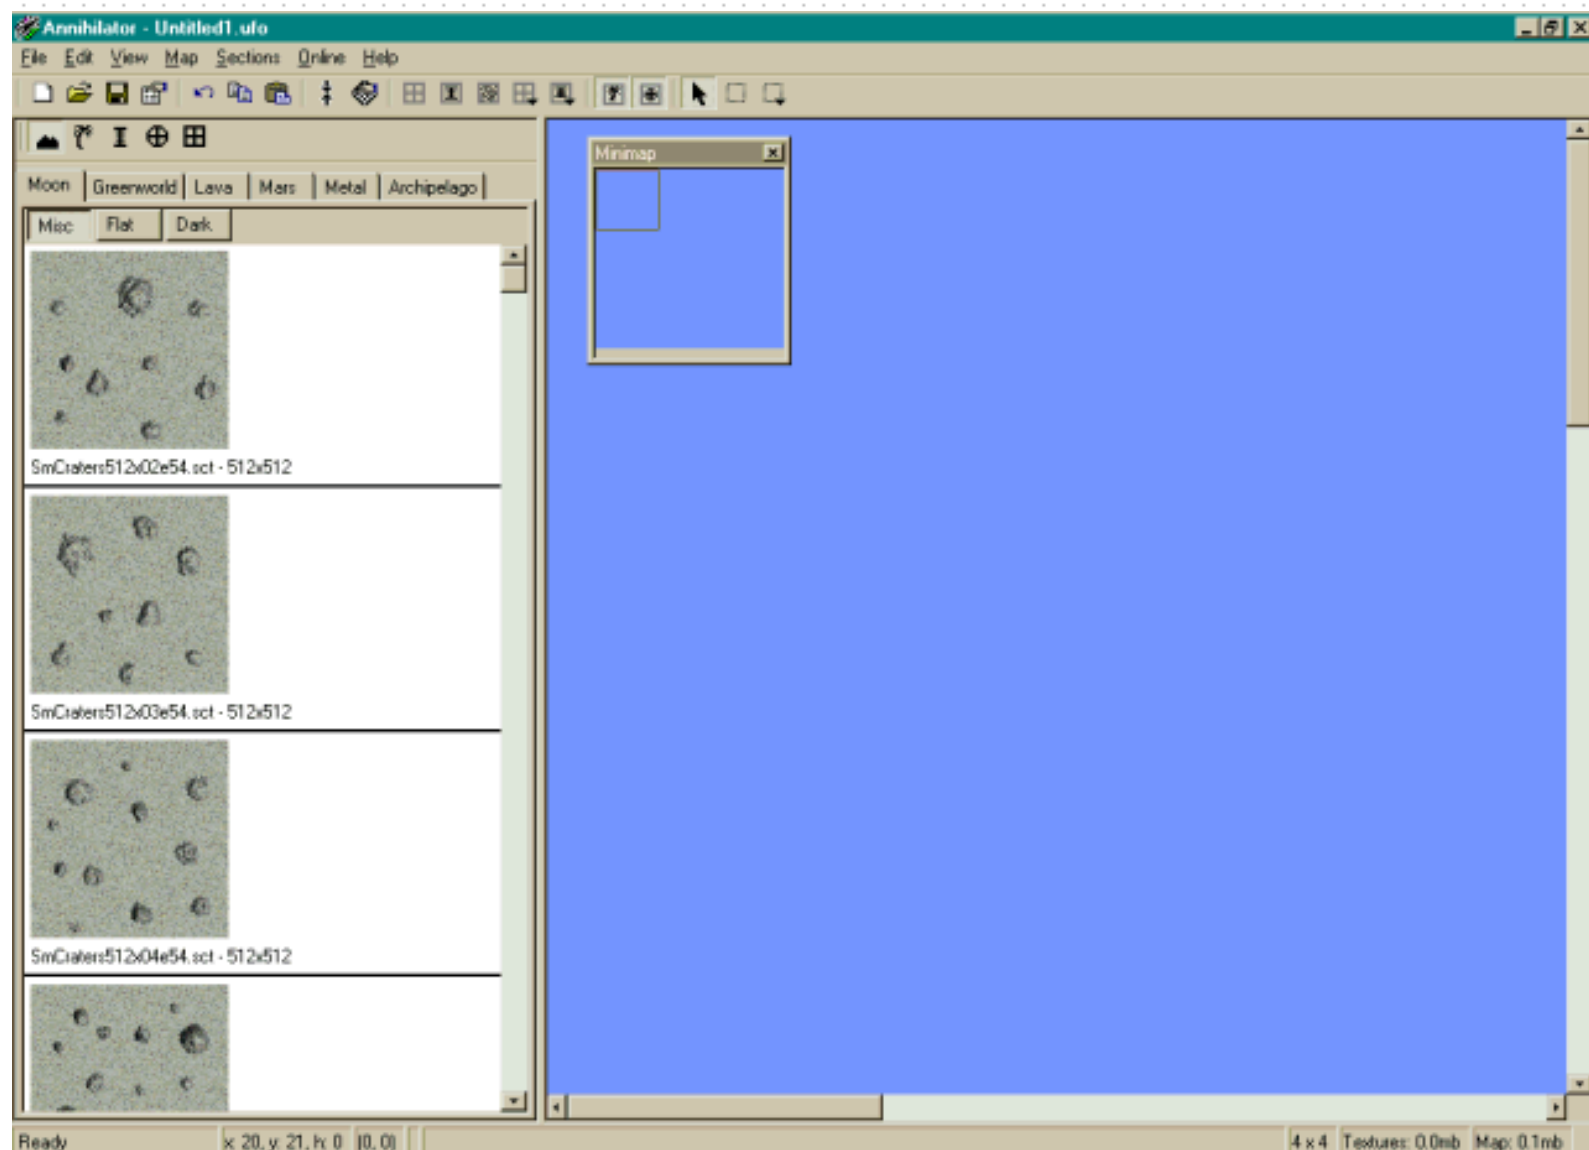 Annihilator - Untitled1.ufo
File Edit View Map Sections Online Help
Minimap
Moon Greenworld Lava Mars Metal Archipelago
Misc Flat Dark
SmCraters512x02e54.sct - 512x512
SmCraters512x03e54.sct - 512x512
SmCraters512x04e54.sct - 512x512
Ready x: 20, y: 21, h: 0 (0, 0) 4 x 4 Textures: 0.0mb Map: 0.1mb